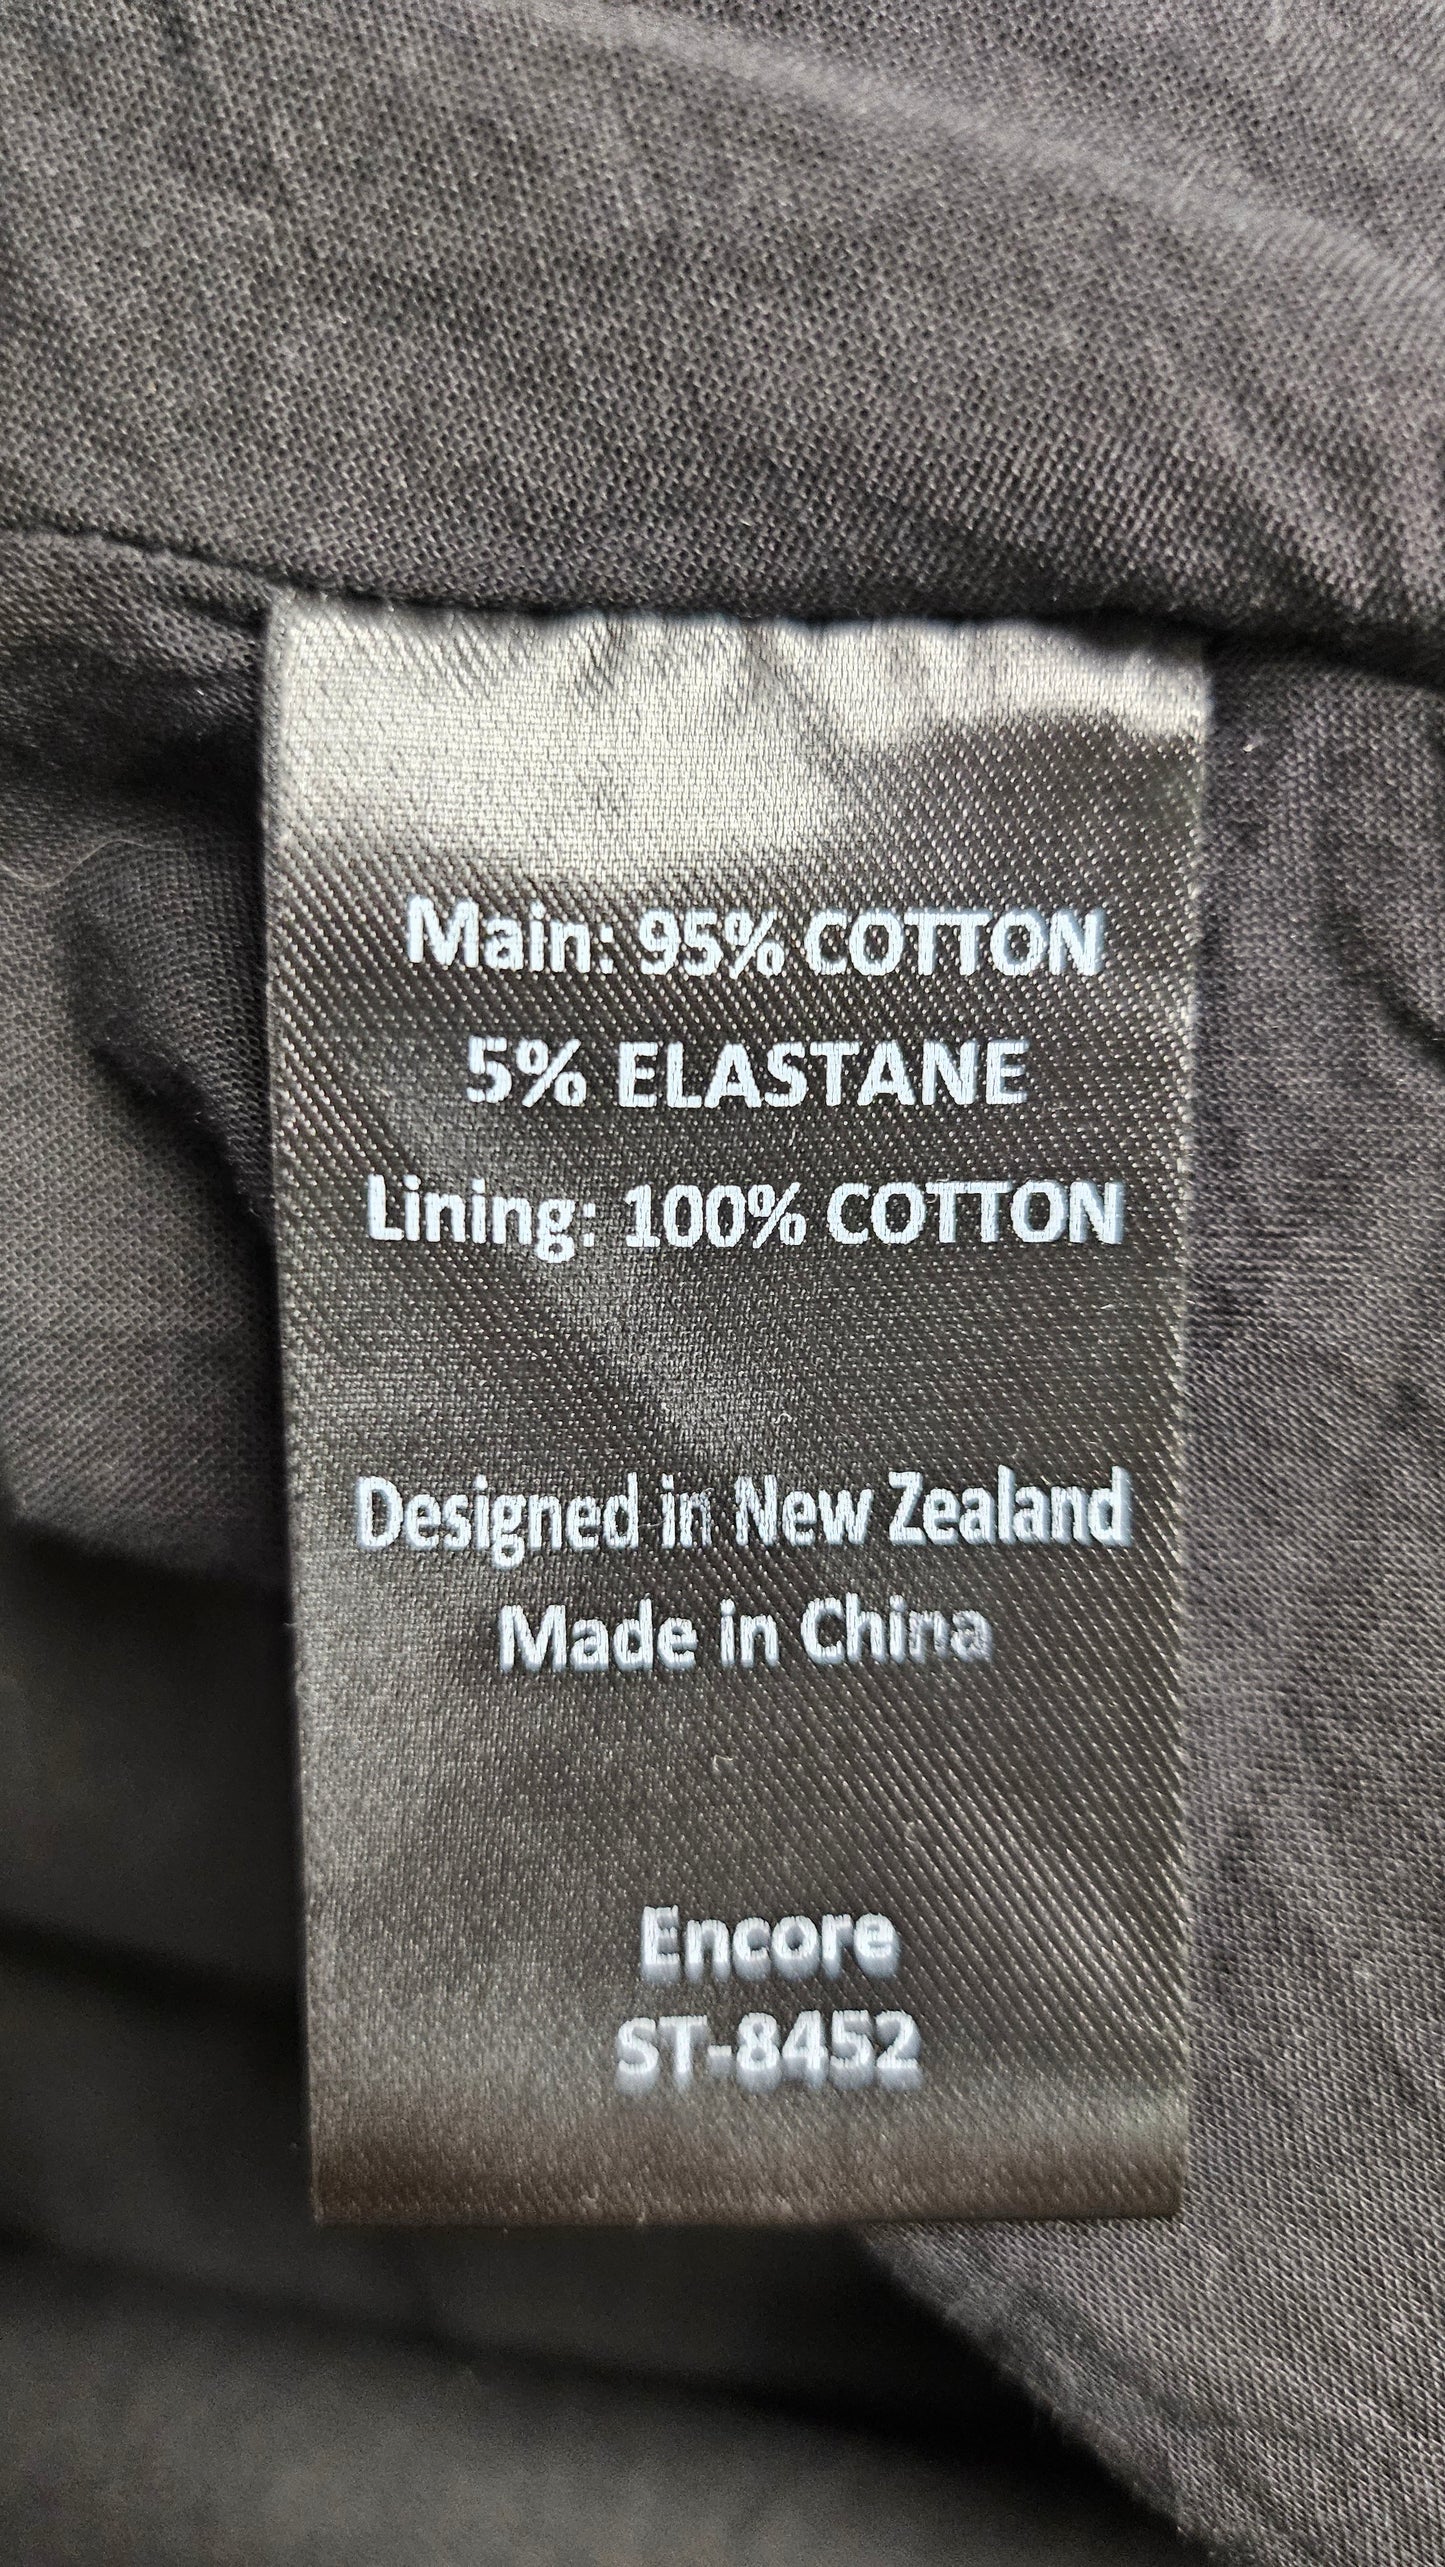 Main: 95% COTTON
5% ELASTANE
Lining: 100% COTTON
Designed in New Zealand
Made in China
Encore
ST-8452